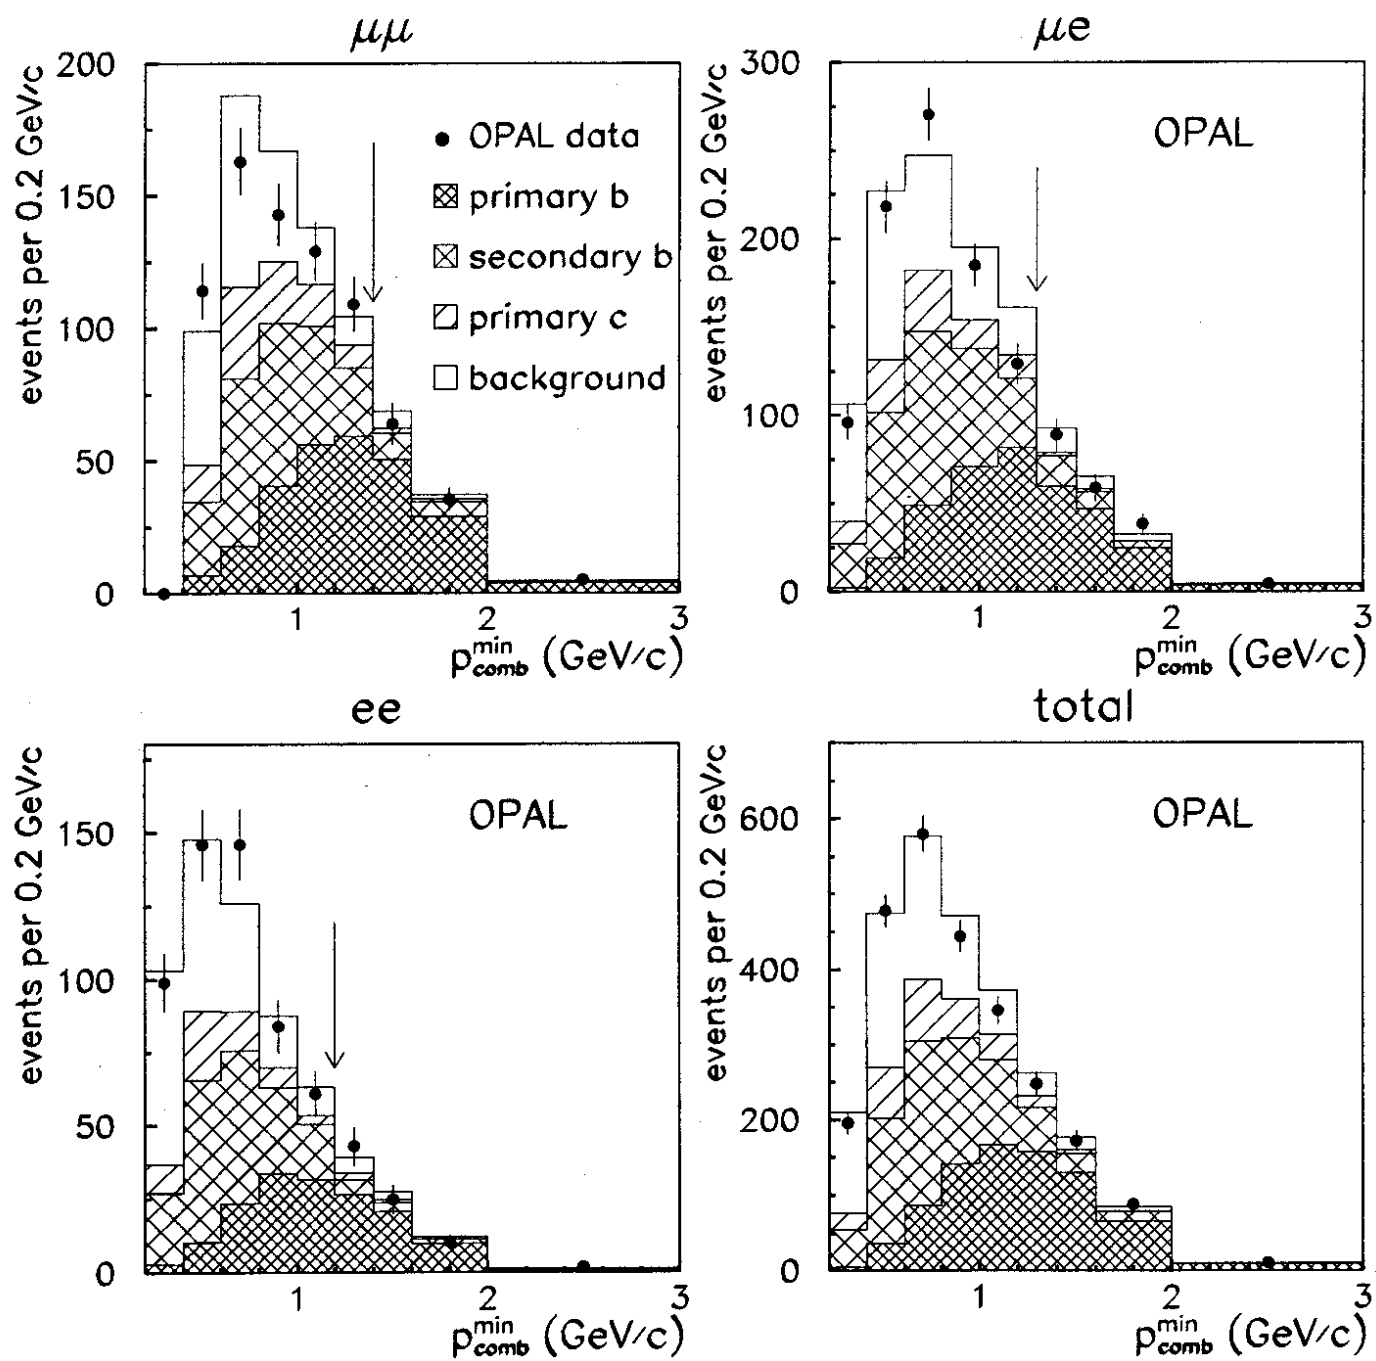 μμ
events per 0.2 GeV/c
200
150
100
50
0
1
2
3
OPAL data
primary b
secondary b
primary c
background
p_comb^min (GeV/c)
μe
events per 0.2 GeV/c
300
200
100
0
1
2
3
OPAL
p_comb^min (GeV/c)
ee
events per 0.2 GeV/c
150
100
50
0
1
2
3
OPAL
p_comb^min (GeV/c)
total
events per 0.2 GeV/c
600
400
200
0
1
2
3
OPAL
p_comb^min (GeV/c)